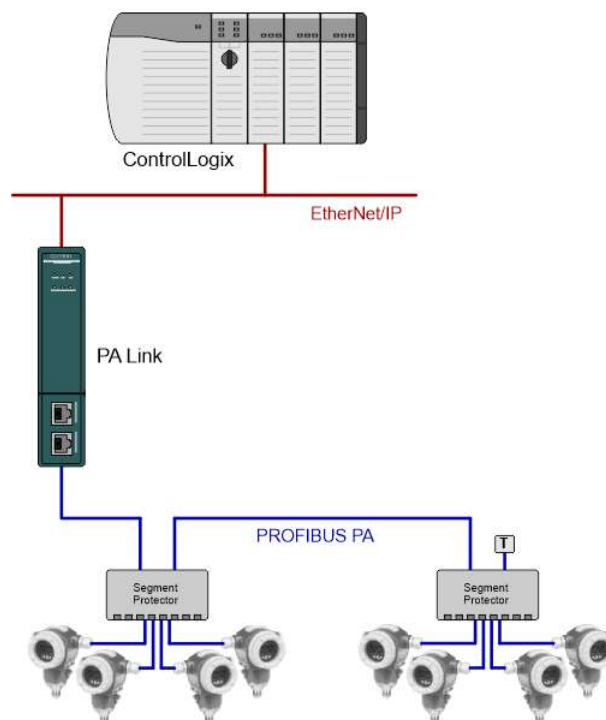 ControlLogix
EtherNet/IP
PA Link
PROFIBUS PA
T
Segment
Protector
Segment
Protector